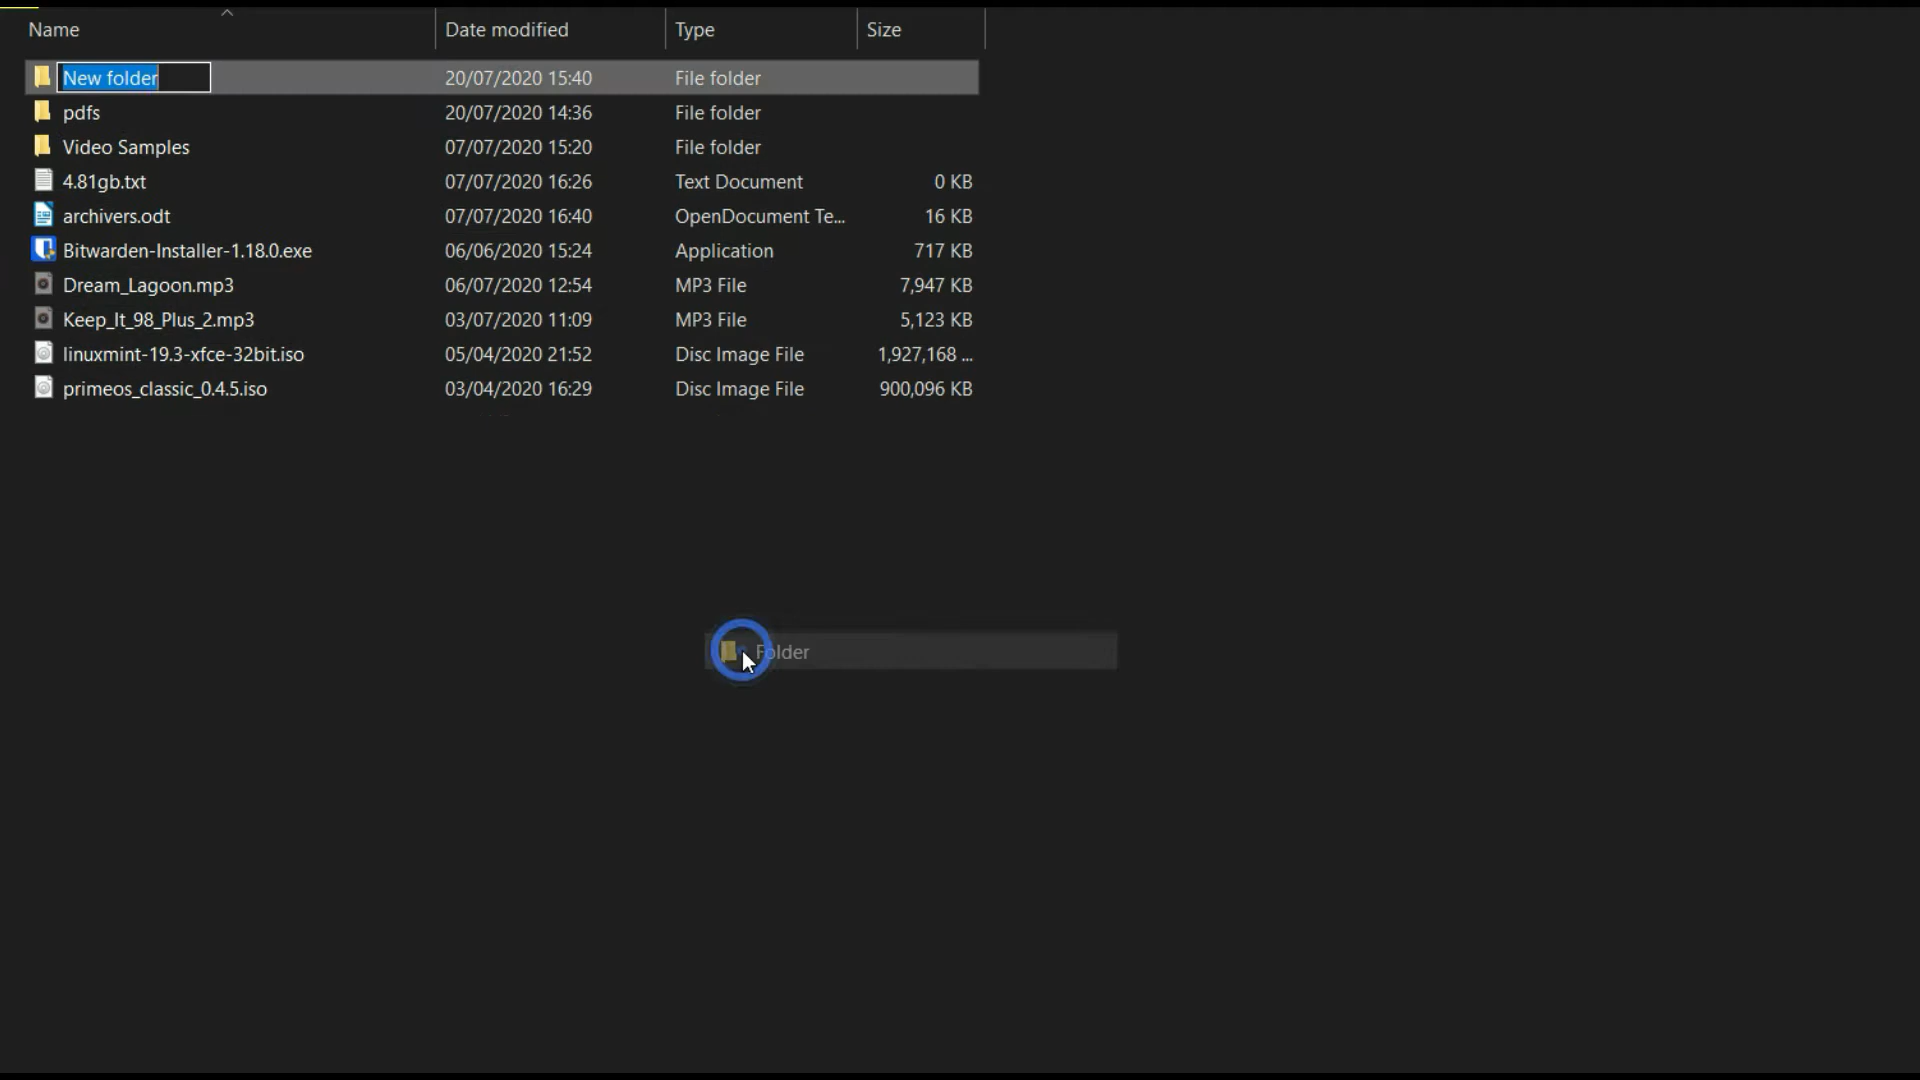 Name Date modified Type Size
New folder 20/07/2020 15:40 File folder
pdfs 20/07/2020 14:36 File folder
Video Samples 07/07/2020 15:20 File folder
4.81gb.txt 07/07/2020 16:26 Text Document 0 KB
archivers.odt 07/07/2020 16:40 OpenDocument Te... 16 KB
Bitwarden-Installer-1.18.0.exe 06/06/2020 15:24 Application 717 KB
Dream_Lagoon.mp3 06/07/2020 12:54 MP3 File 7,947 KB
Keep_It_98_Plus_2.mp3 03/07/2020 11:09 MP3 File 5,123 KB
linuxmint-19.3-xfce-32bit.iso 05/04/2020 21:52 Disc Image File 1,927,168 ...
primeos_classic_0.4.5.iso 03/04/2020 16:29 Disc Image File 900,096 KB
Folder